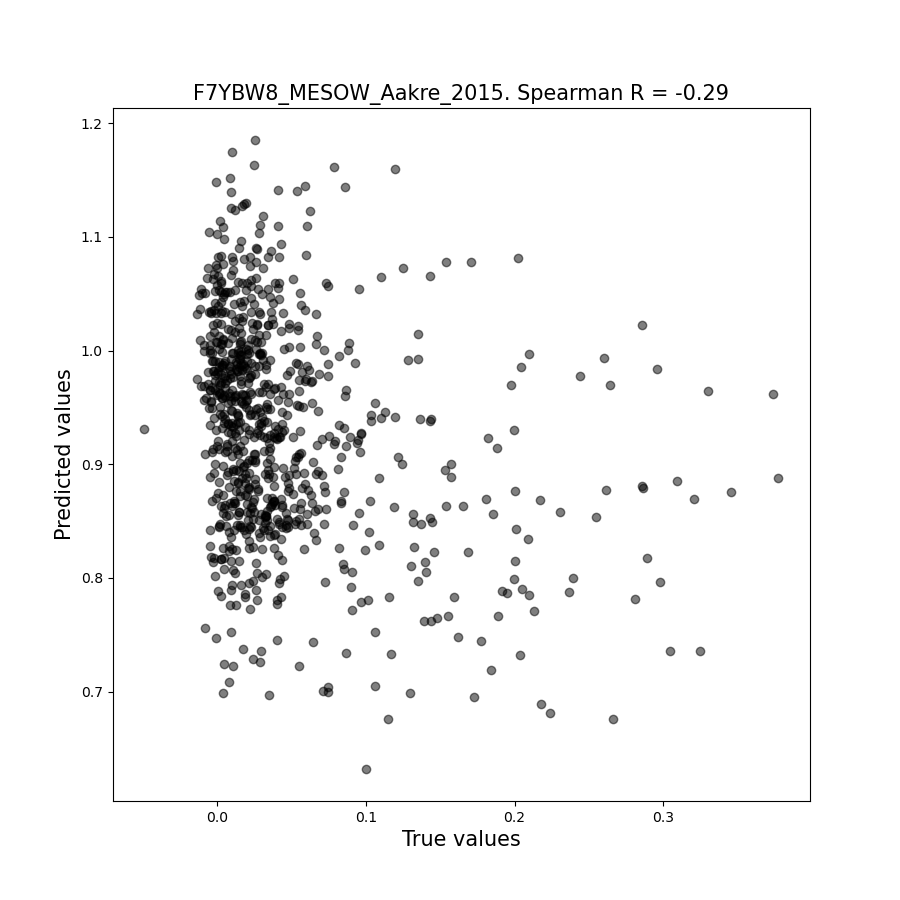 F7YBW8_MESOW_Aakre_2015. Spearman R = -0.29
1.2
1.1
1.0
0.9
0.8
0.7
Predicted values
0.0 0.1 0.2 0.3
True values